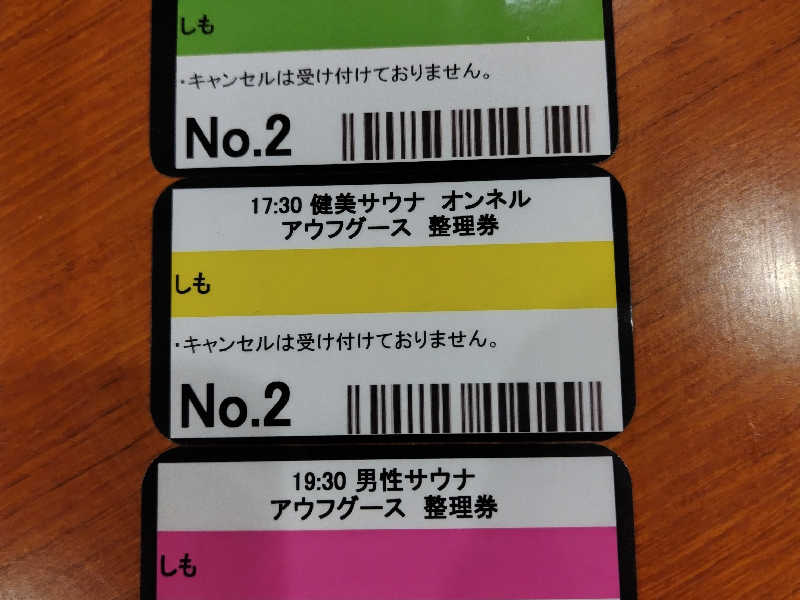 しも
・キャンセルは受け付けておりません。
No.2
17:30 健美サウナ　オンネル
アウフグース　整理券
しも
・キャンセルは受け付けておりません。
No.2
19:30 男性サウナ
アウフグース　整理券
しも